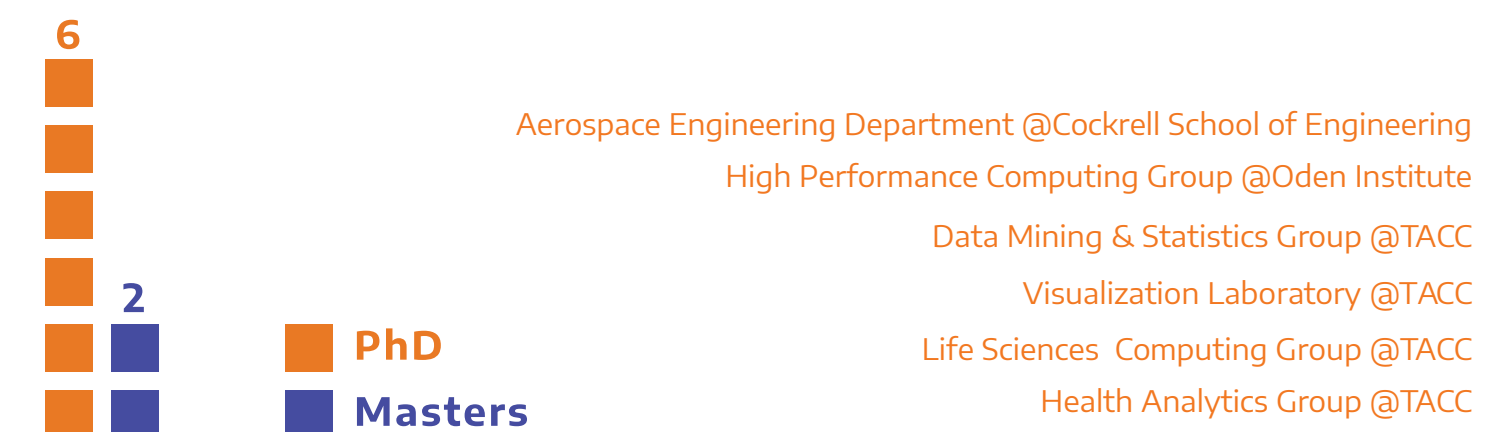 6
Aerospace Engineering Department @Cockrell School of Engineering
High Performance Computing Group @Oden Institute
Data Mining & Statistics Group @TACC
2
Visualization Laboratory @TACC
PhD
Life Sciences Computing Group @TACC
Masters
Health Analytics Group @TACC